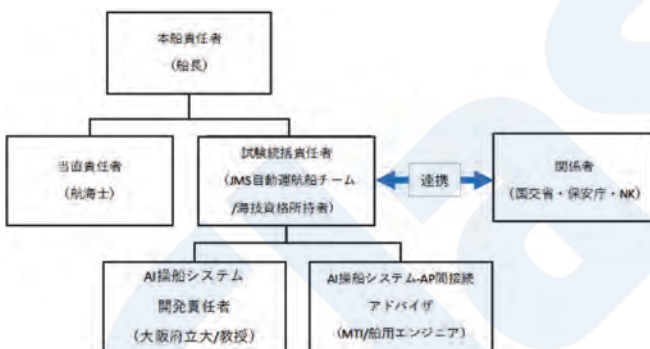 本船責任者
(船長)
当直責任者
(航海士)
試験統括責任者
(JMS自動運航船チーム
/海技資格所持者)
連携
関係者
(国交省・保安庁・NK)
AI操船システム
開発責任者
(大阪府立大/教授)
AI操船システム-AP間接続
アドバイザ
(MTI/舶用エンジニア)